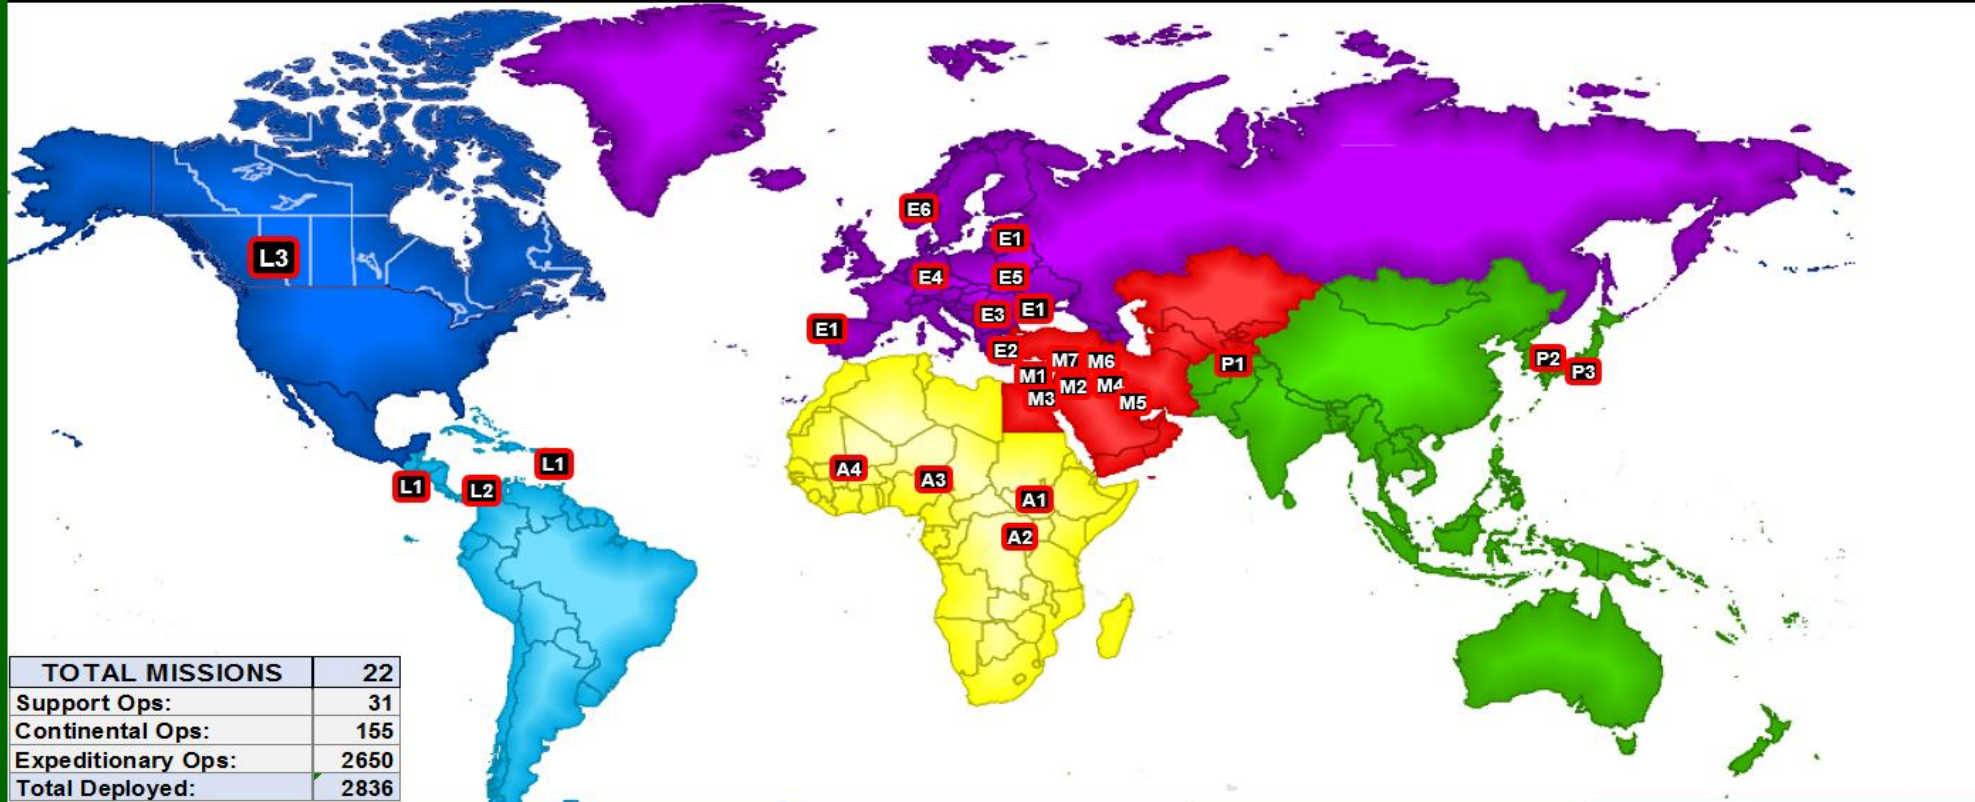 E6
L3
E1
E4
E5
E3
E1
E1
E2
M7
M6
M1
M2
M4
M3
M5
P1
P2
P3
L1
L1
L2
A4
A3
A1
A2
TOTAL MISSIONS 22
Support Ops: 31
Continental Ops: 155
Expeditionary Ops: 2650
Total Deployed: 2836